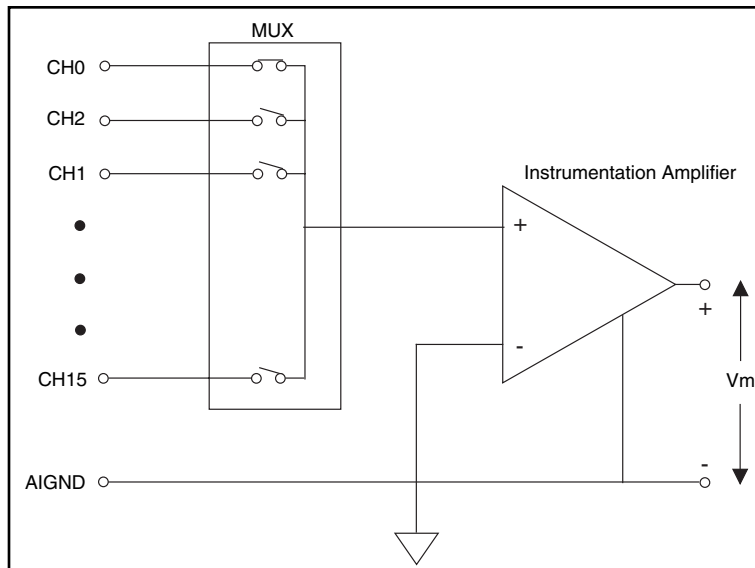 MUX
CH0
CH2
CH1
Instrumentation Amplifier
+
+
-
Vm
CH15
-
AIGND